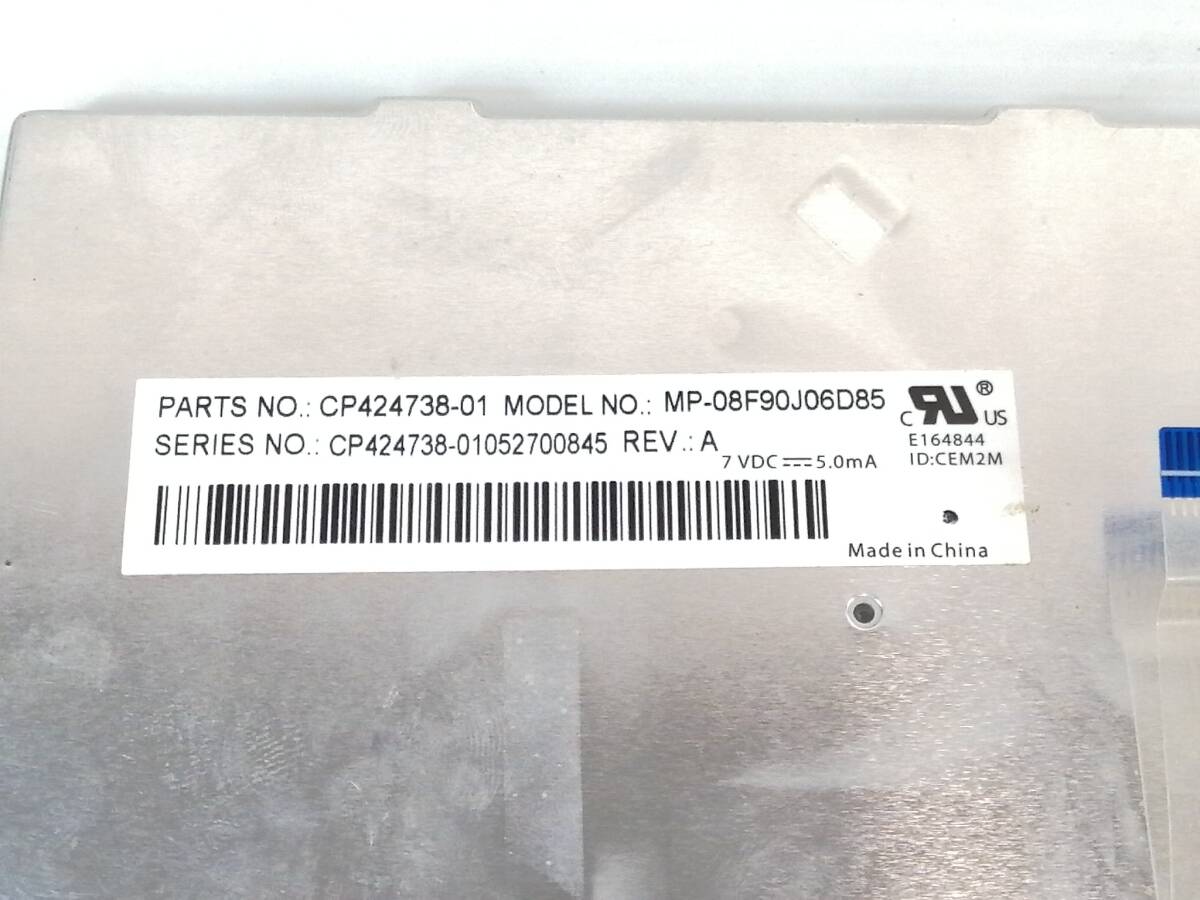 PARTS NO.: CP424738-01 MODEL NO.: MP-08F90J06D85
SERIES NO.: CP424738-01052700845 REV.: A
7 VDC ⎓ 5.0mA
C RU US ®
E164844
ID:CEM2M
Made in China